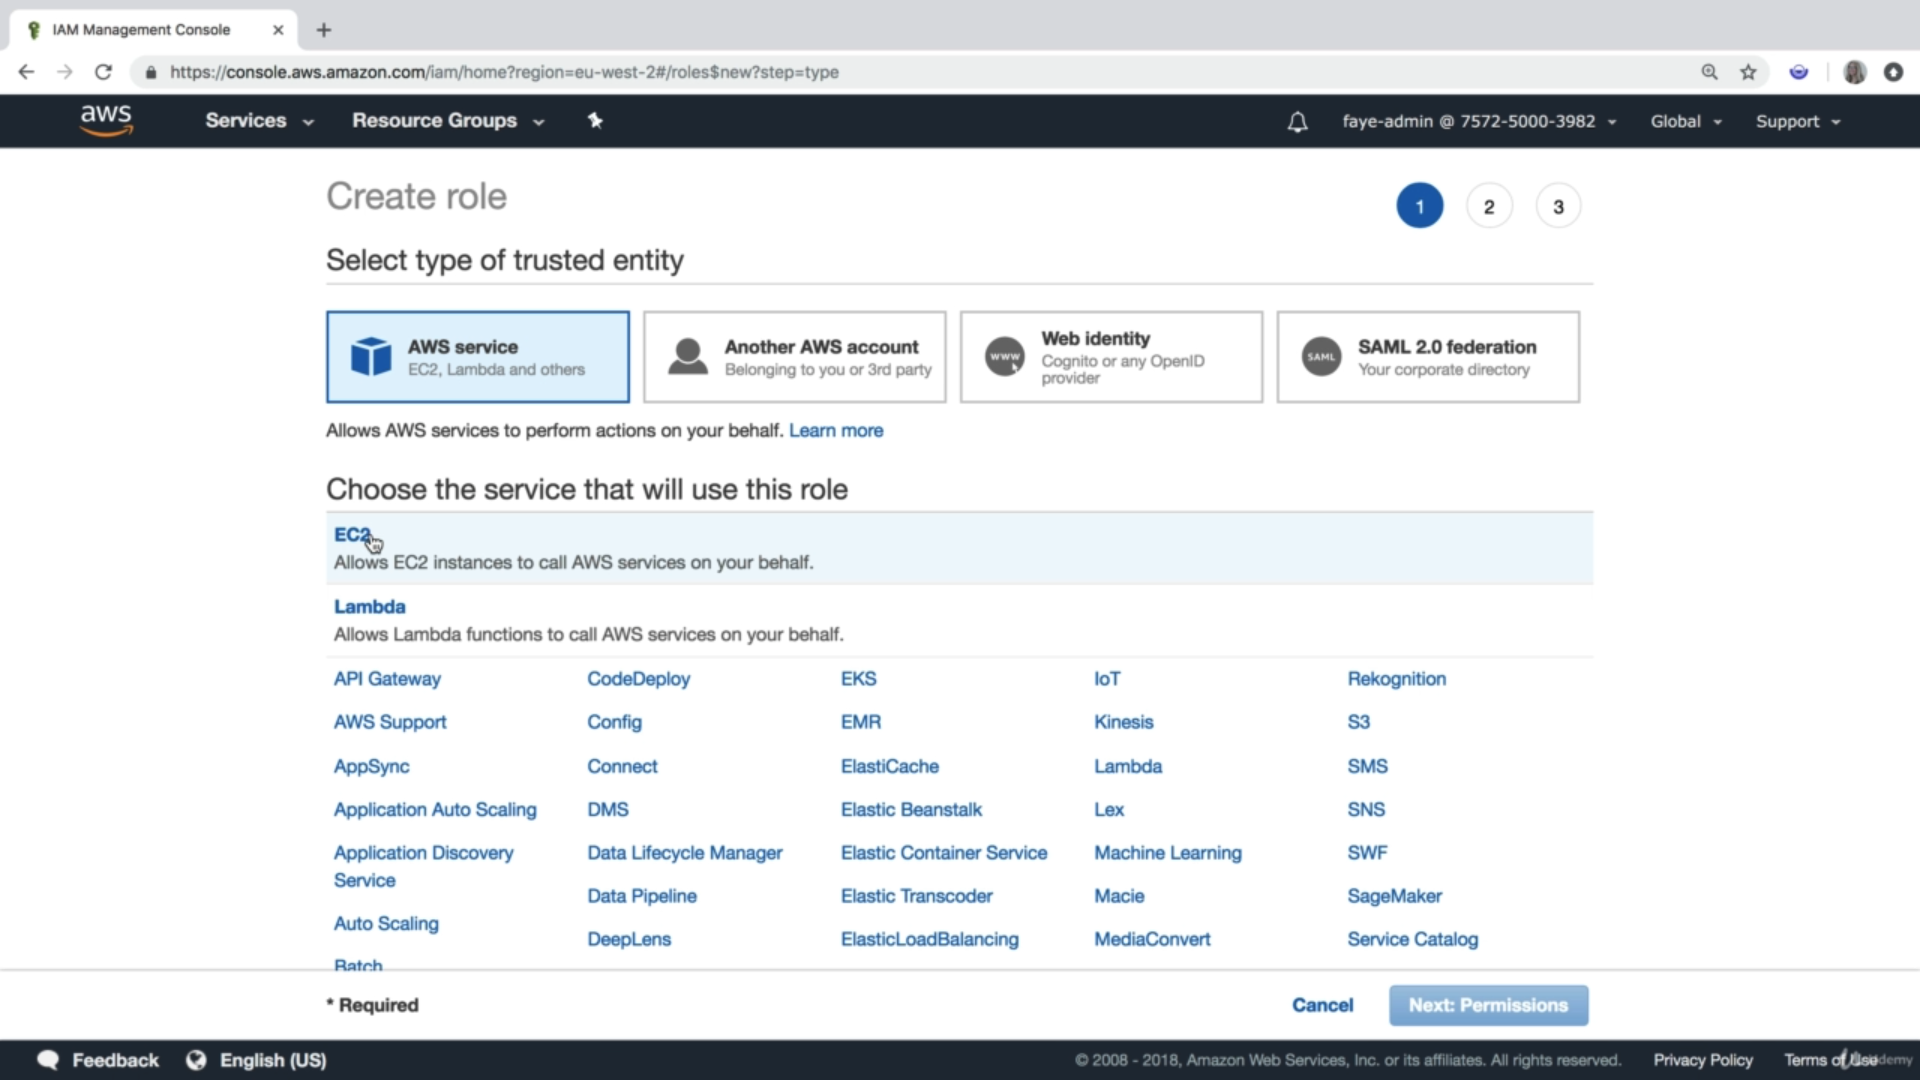 IAM Management Console
https://console.aws.amazon.com/iam/home?region=eu-west-2#/roles$new?step=type
aws Services Resource Groups faye-admin @ 7572-5000-3982 Global Support
Create role
1 2 3
Select type of trusted entity
AWS service
EC2, Lambda and others
Another AWS account
Belonging to you or 3rd party
www
Web identity
Cognito or any OpenID
provider
SAML
SAML 2.0 federation
Your corporate directory
Allows AWS services to perform actions on your behalf. Learn more
Choose the service that will use this role
EC2
Allows EC2 instances to call AWS services on your behalf.
Lambda
Allows Lambda functions to call AWS services on your behalf.
API Gateway CodeDeploy EKS IoT Rekognition
AWS Support Config EMR Kinesis S3
AppSync Connect ElastiCache Lambda SMS
Application Auto Scaling DMS Elastic Beanstalk Lex SNS
Application Discovery Data Lifecycle Manager Elastic Container Service Machine Learning SWF
Service
Data Pipeline Elastic Transcoder Macie SageMaker
Auto Scaling
DeepLens ElasticLoadBalancing MediaConvert Service Catalog
Batch
* Required Cancel Next: Permissions
Feedback English (US) © 2008 - 2018, Amazon Web Services, Inc. or its affiliates. All rights reserved. Privacy Policy Terms of Use